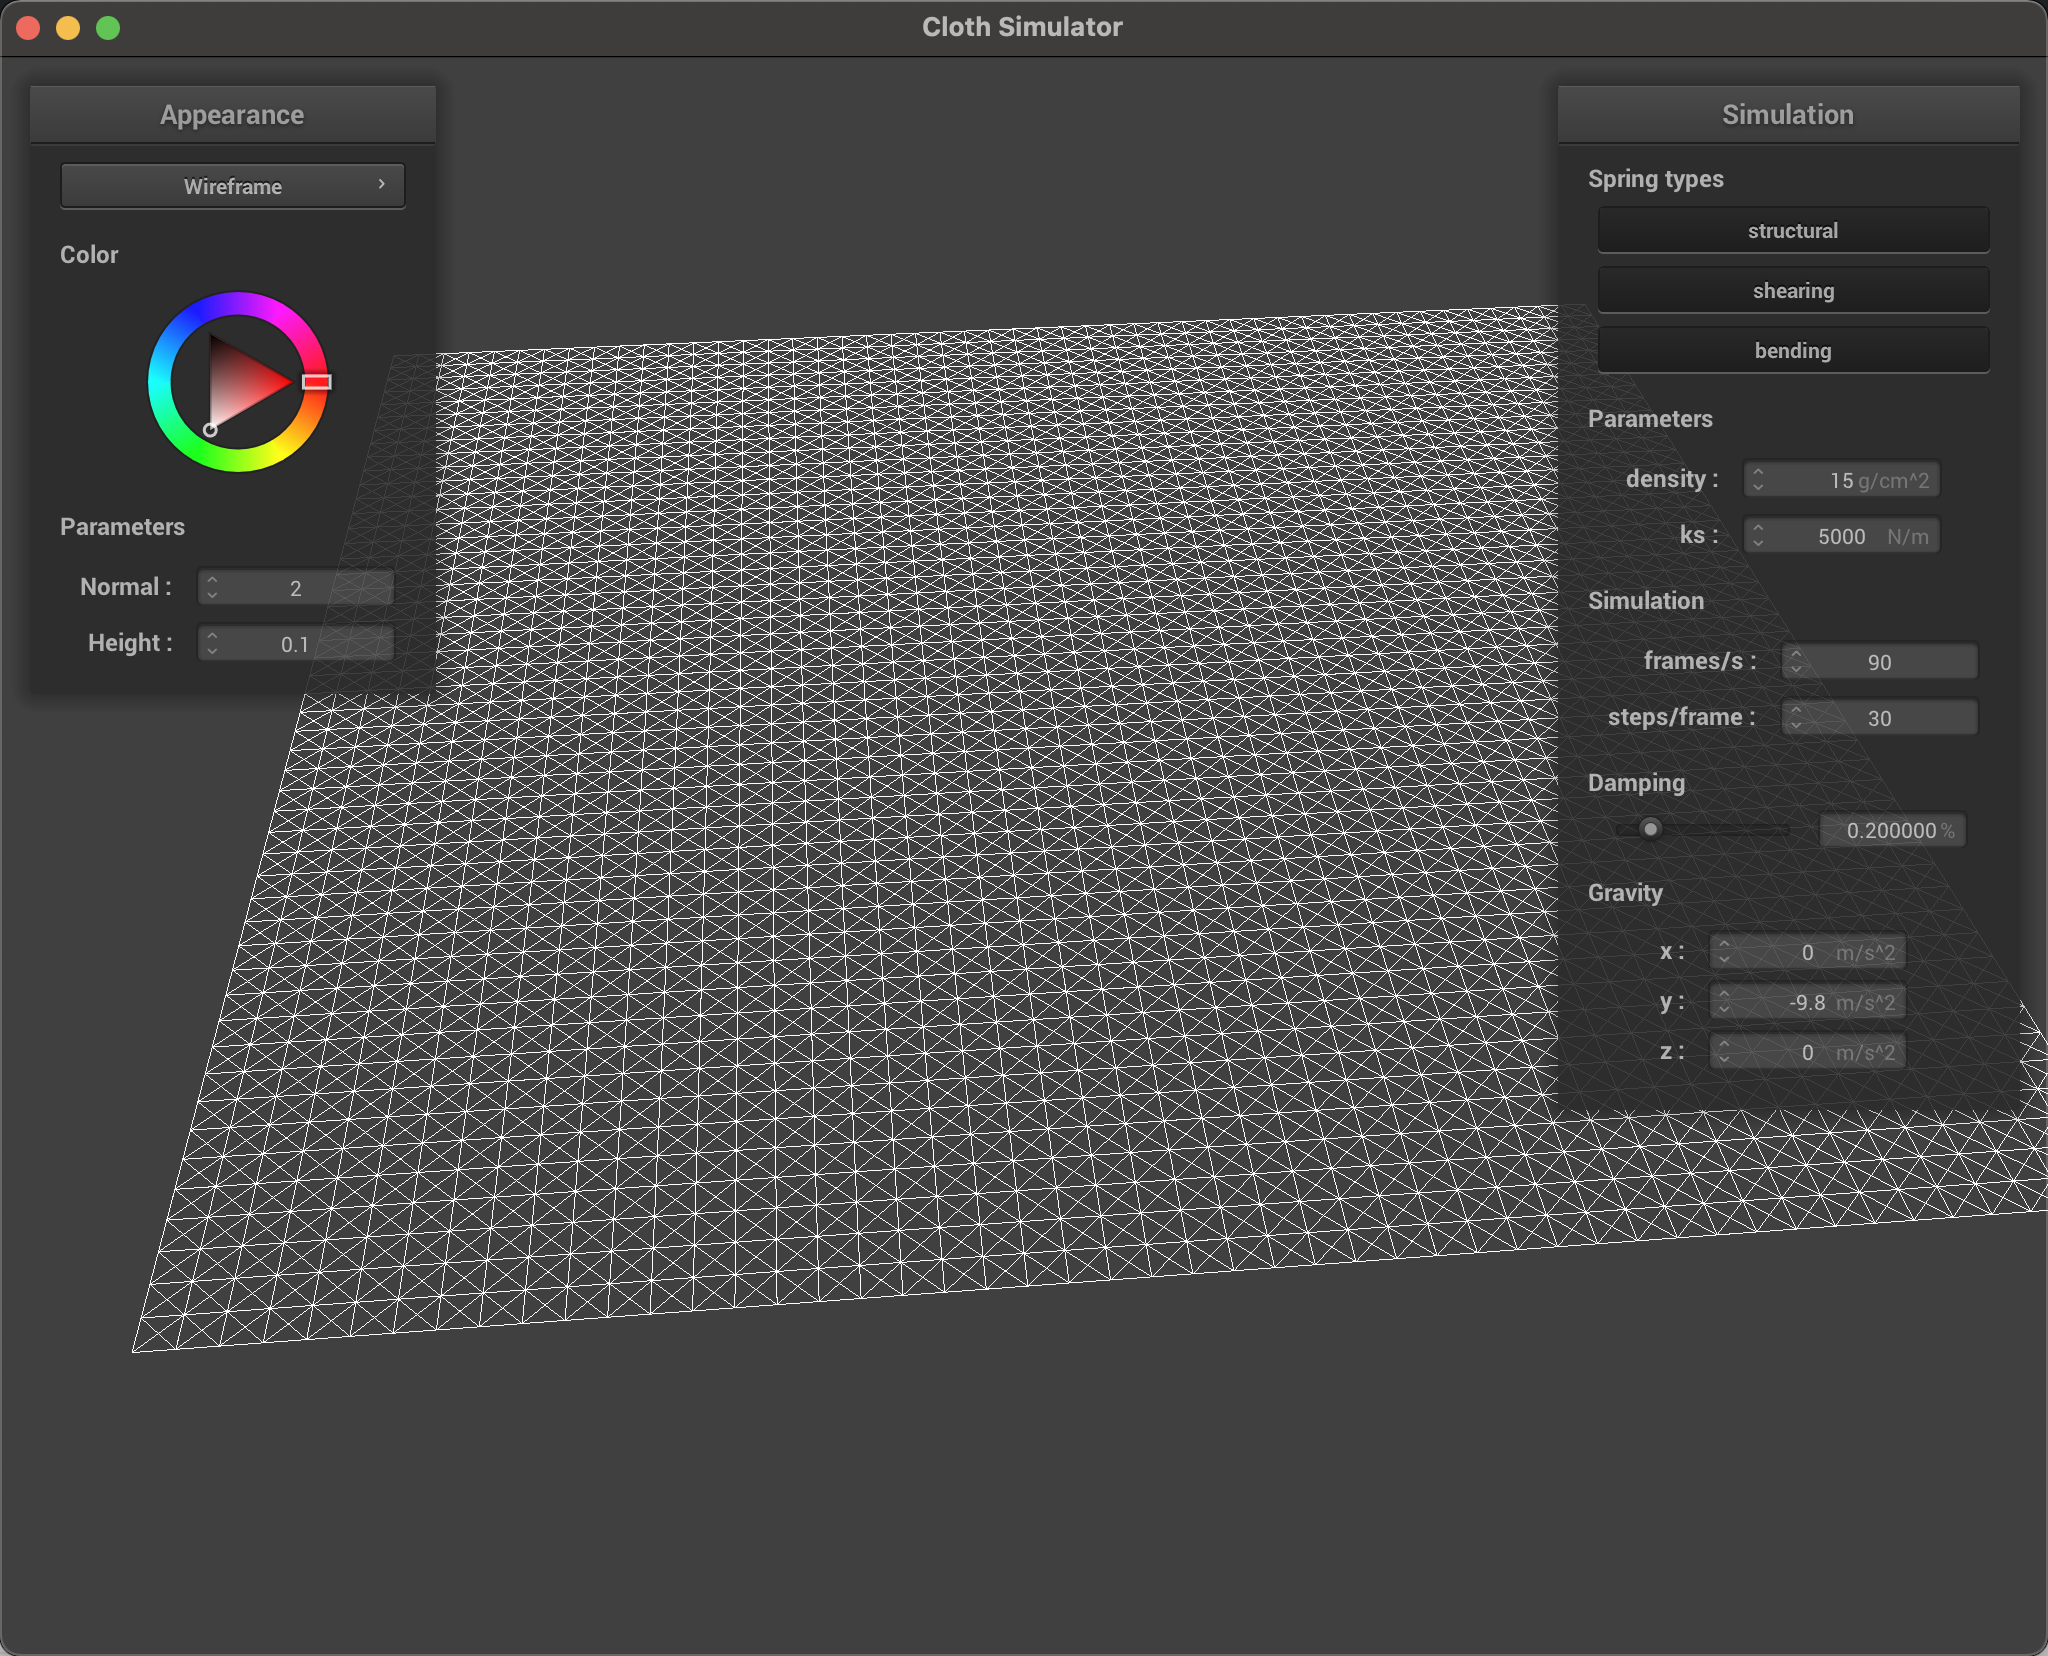 Cloth Simulator
Appearance
Wireframe
Color
Parameters
Normal : 2
Height : 0.1
Simulation
Spring types
structural
shearing
bending
Parameters
density : 15 g/cm^2
ks : 5000 N/m
Simulation
frames/s : 90
steps/frame : 30
Damping
0.200000 %
Gravity
x : 0 m/s^2
y : -9.8 m/s^2
z : 0 m/s^2